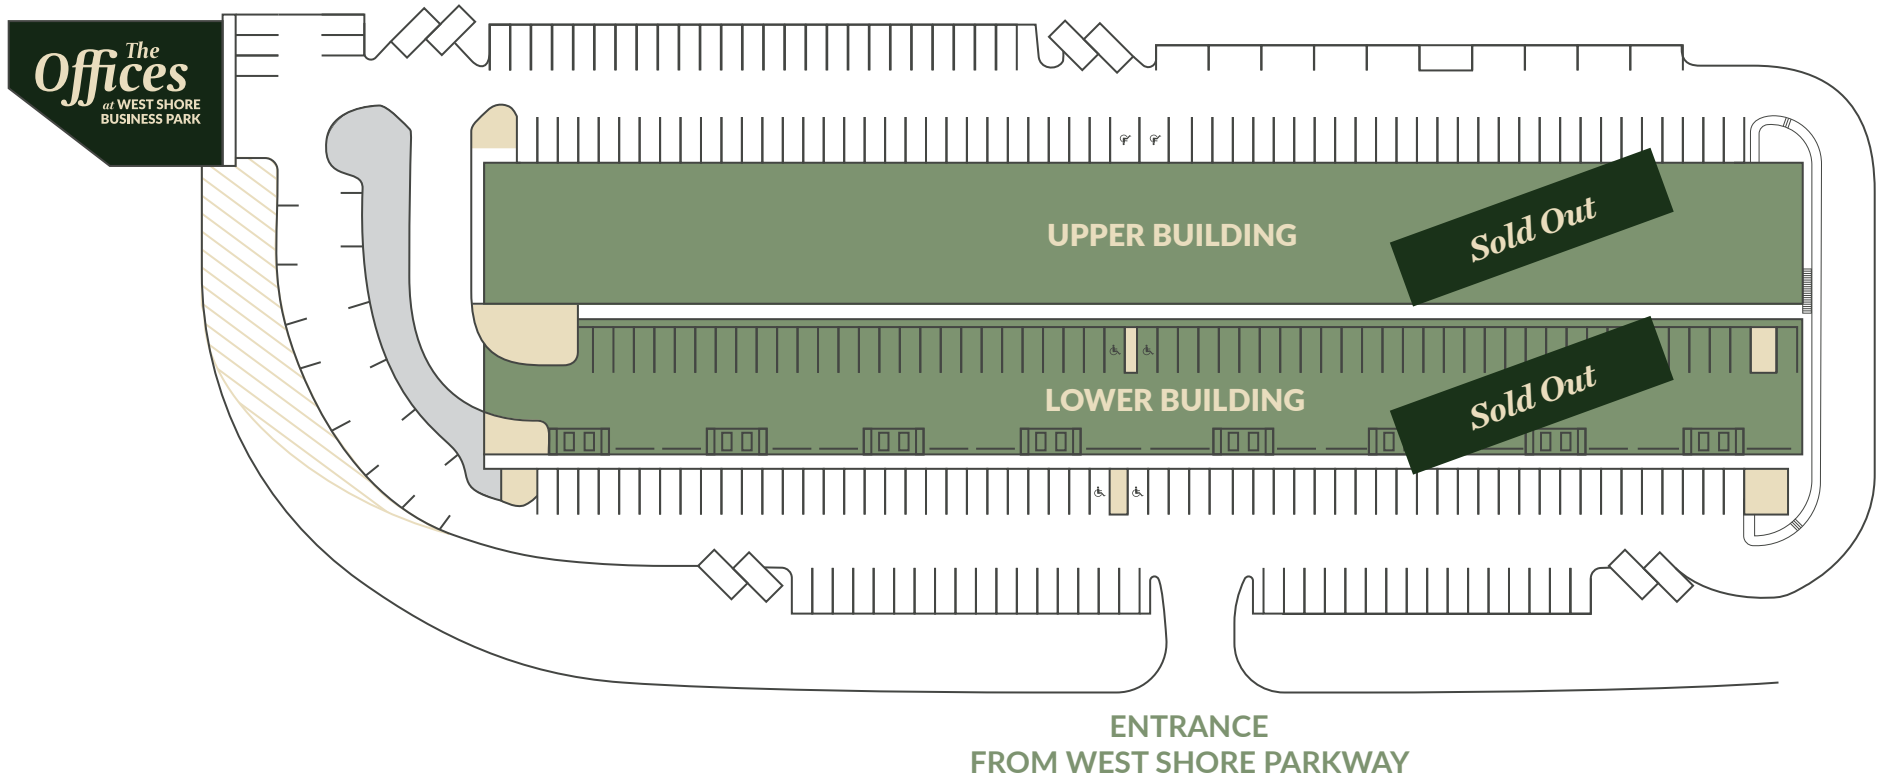 The
Offices
at WEST SHORE
BUSINESS PARK
UPPER BUILDING
Sold Out
LOWER BUILDING
Sold Out
ENTRANCE
FROM WEST SHORE PARKWAY